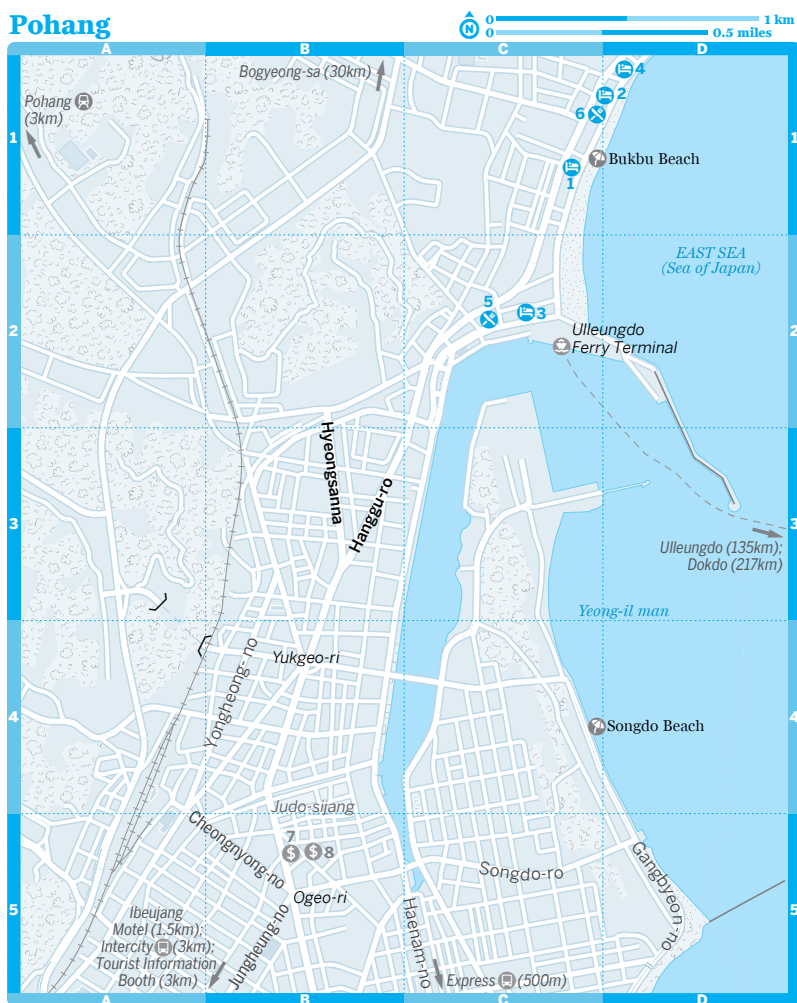 Pohang
N
0 1 km
0 0.5 miles
A B C D
Bogyeong-sa (30km)
4
Pohang
(3km)
2
6
1 1
Bukbu Beach
1
EAST SEA
(Sea of Japan)
5
3
2 2
Ulleungdo
Ferry Terminal
Hyeongsanna
Hanggu-ro
3 3
Ulleungdo (135km);
Dokdo (217km)
Yeong-il man
Yongheong- no
Yukgeo-ri
4 4
Songdo Beach
Judo-sijang
Cheongnyong-no
7
8
Songdo-ro
Gangbyeon-no
Ogeo-ri
5 5
Ibeujang
Motel (1.5km);
Intercity (3km);
Tourist Information
Booth (3km)
Jungheung-no
Haenam-no
Express (500m)
A B C D